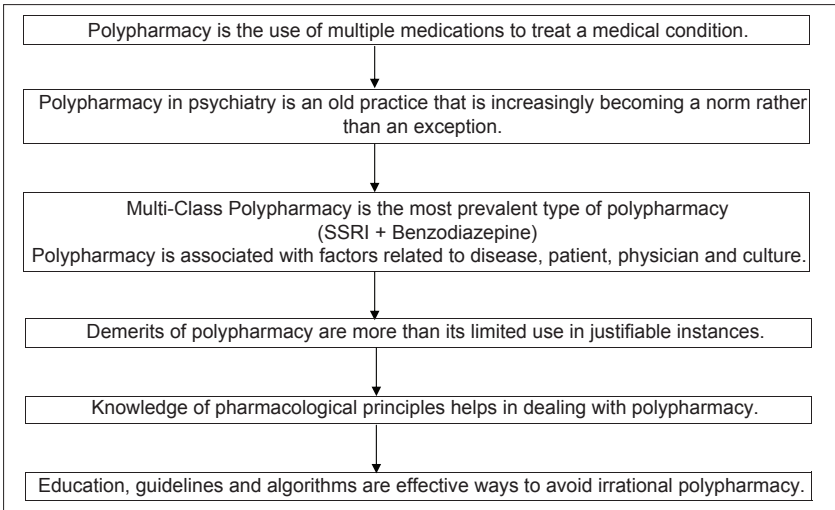 Polypharmacy is the use of multiple medications to treat a medical condition.
Polypharmacy in psychiatry is an old practice that is increasingly becoming a norm rather
than an exception.
Multi-Class Polypharmacy is the most prevalent type of polypharmacy
(SSRI + Benzodiazepine)
Polypharmacy is associated with factors related to disease, patient, physician and culture.
Demerits of polypharmacy are more than its limited use in justifiable instances.
Knowledge of pharmacological principles helps in dealing with polypharmacy.
Education, guidelines and algorithms are effective ways to avoid irrational polypharmacy.